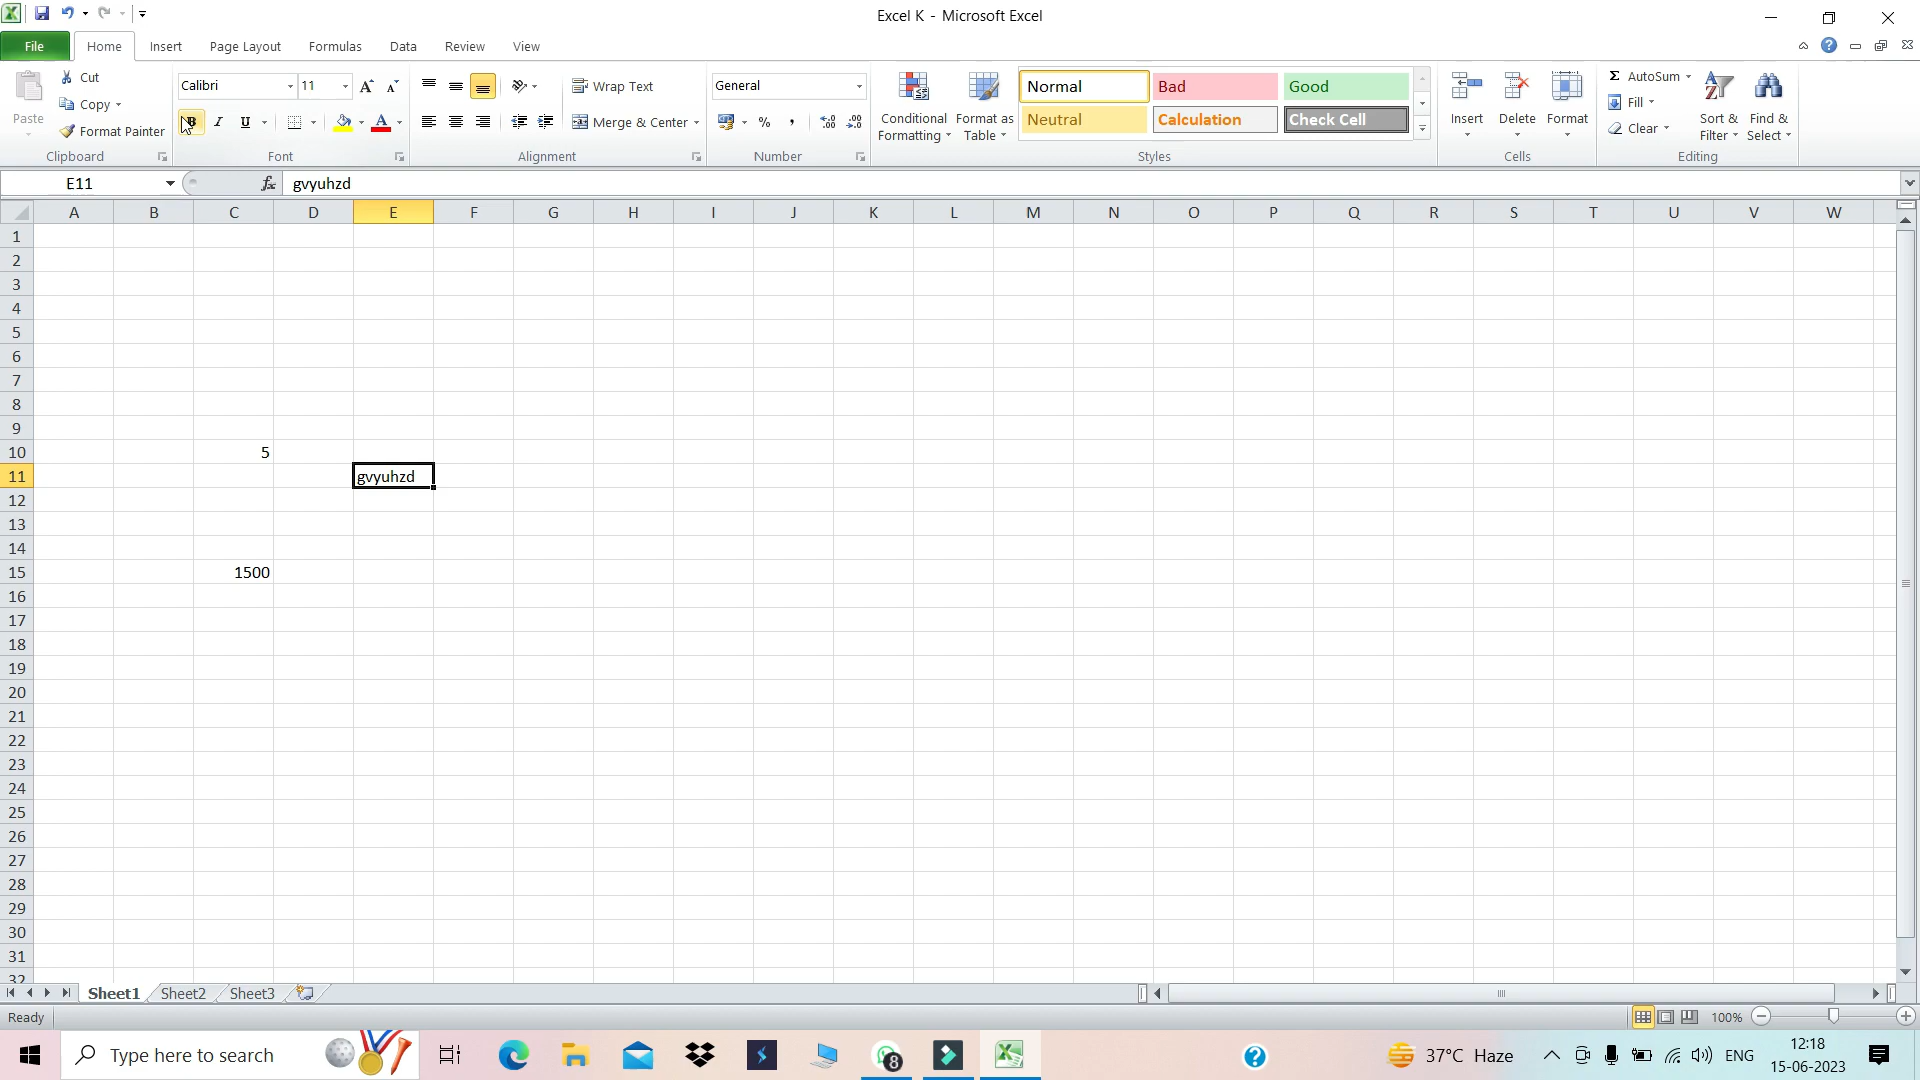 Excel K - Microsoft Excel
File Home Insert Page Layout Formulas Data Review View
Paste
Cut
Copy
Format Painter
Clipboard
Calibri 11
B I U A
Font
Wrap Text
Merge & Center
Alignment
General
% ,
Number
Conditional
Formatting
Format as
Table
Normal Bad Good
Neutral Calculation Check Cell
Styles
Insert Delete Format
Cells
Σ AutoSum
Fill
Clear
Sort &
Filter
Find &
Select
Editing
E11 fx gvyuhzd
A B C D E F G H I J K L M N O P Q R S T U V W
1
2
3
4
5
6
7
8
9
10 5
11 gvyuhzd
12
13
14
15 1500
16
17
18
19
20
21
22
23
24
25
26
27
28
29
30
31
32
Sheet1 Sheet2 Sheet3
Ready 100%
Type here to search 8 37°C Haze ENG
12:18
15-06-2023